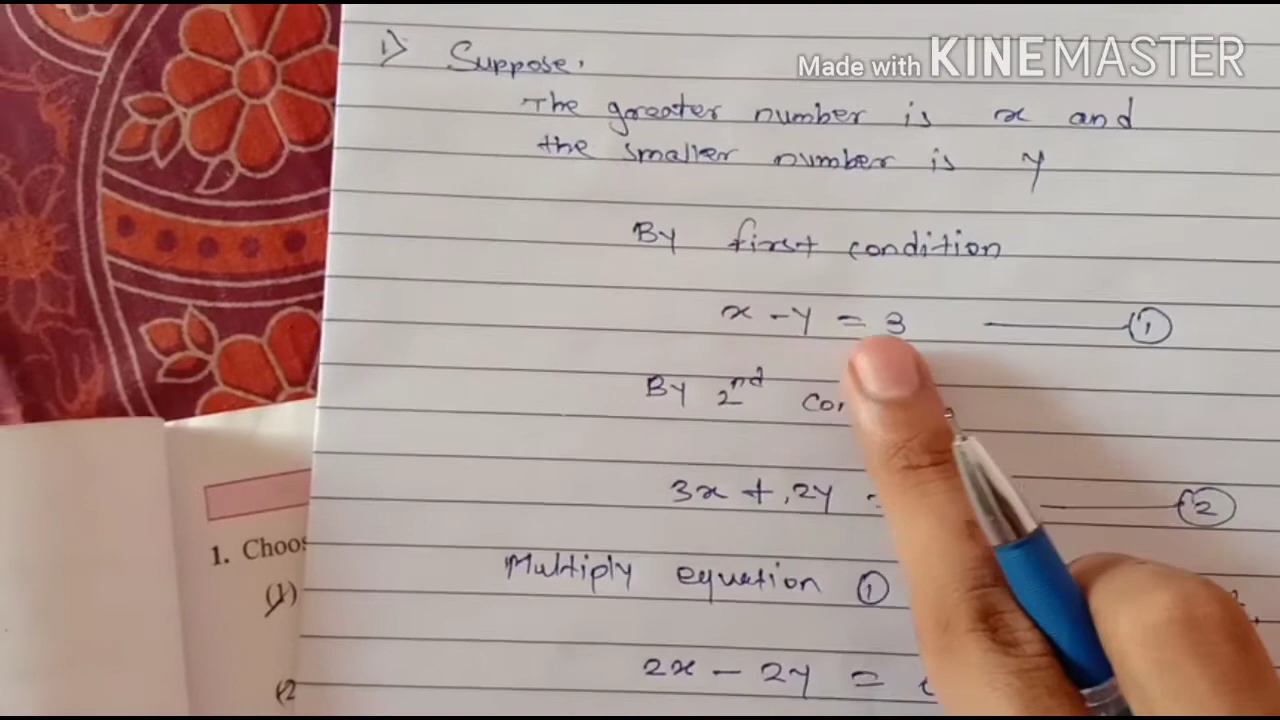 Made with KINEMASTER
1) Suppose,
The greater number is x and
the smaller number is y
By first condition
x - y = 3 ——— ①
By 2nd
3x + 2y = ——— ②
Multiply equation ①
2x - 2y =
1. Choos
(1)
(2